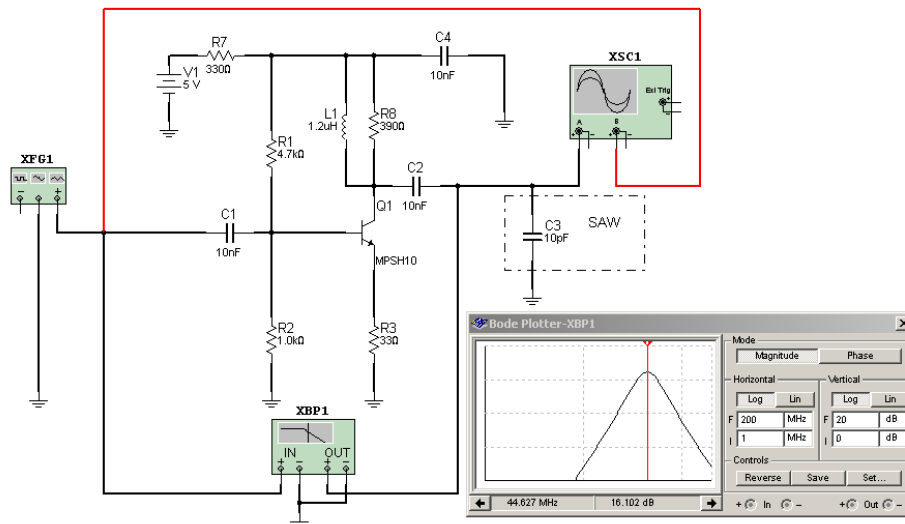 XSC1
Ext Trig
+
-
A
B
+ - + -
R7
330Ω
V1
5 V
C4
10nF
L1
1.2uH
R8
390Ω
R1
4.7kΩ
XFG1
- +
C1
10nF
C2
10nF
Q1
MPSH10
C3
10pF
SAW
R2
1.0kΩ
R3
33Ω
XBP1
IN OUT
+ - + -
Bode Plotter-XBP1
Mode
Magnitude Phase
Horizontal Vertical
Log Lin Log Lin
F 200 MHz F 20 dB
I 1 MHz I 0 dB
Controls
Reverse Save Set...
44.627 MHz 16.102 dB
+ In - + Out -